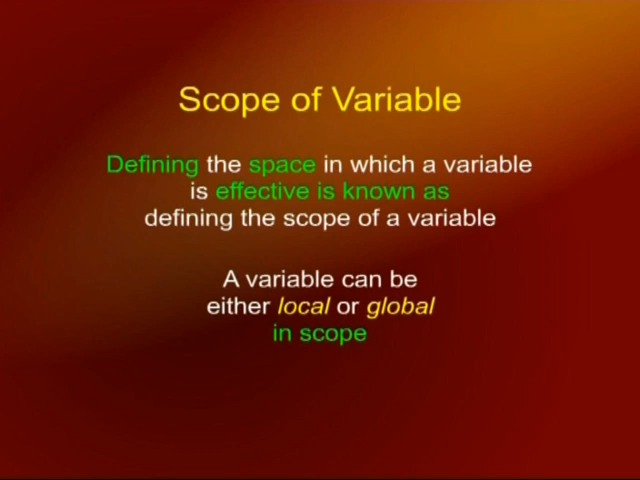 Scope of Variable
Defining the space in which a variable
is effective is known as
defining the scope of a variable
A variable can be
either local or global
in scope